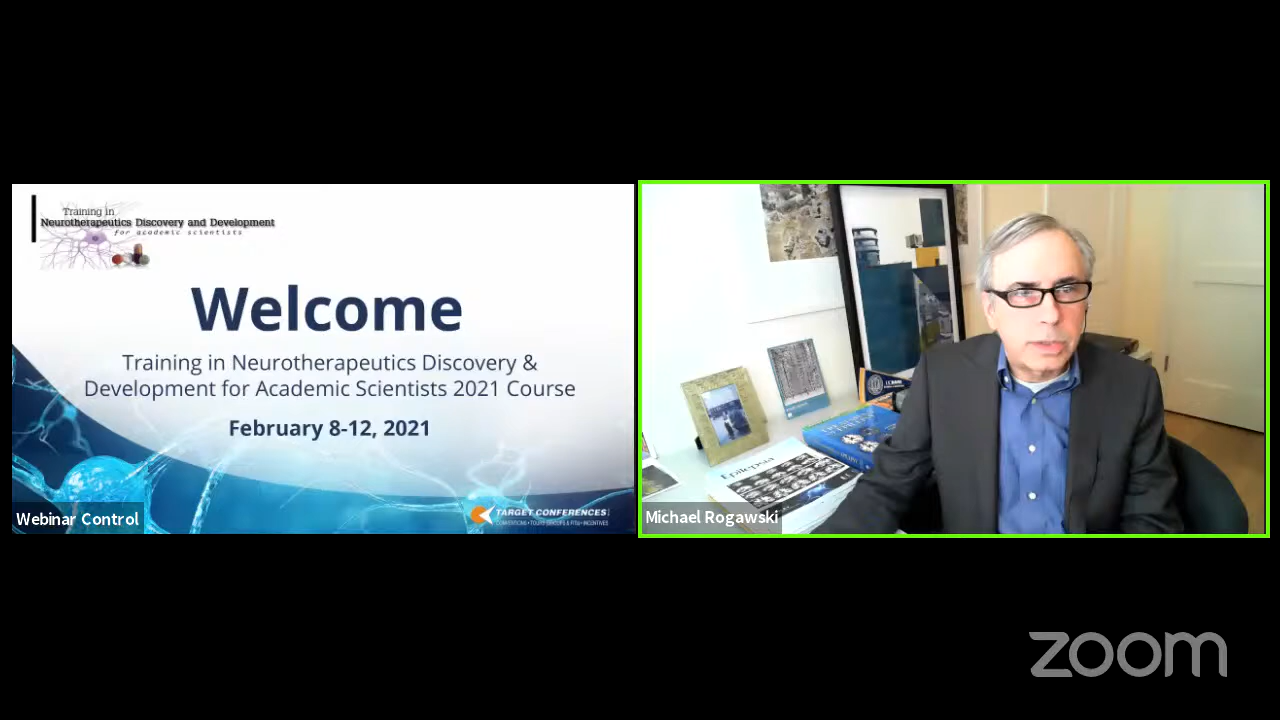 Training in
Neurotherapeutics Discovery and Development
for academic scientists
Welcome
Training in Neurotherapeutics Discovery &
Development for Academic Scientists 2021 Course
February 8-12, 2021
TARGET CONFERENCES
Webinar Control
Epilepsia
Michael Rogawski
zoom